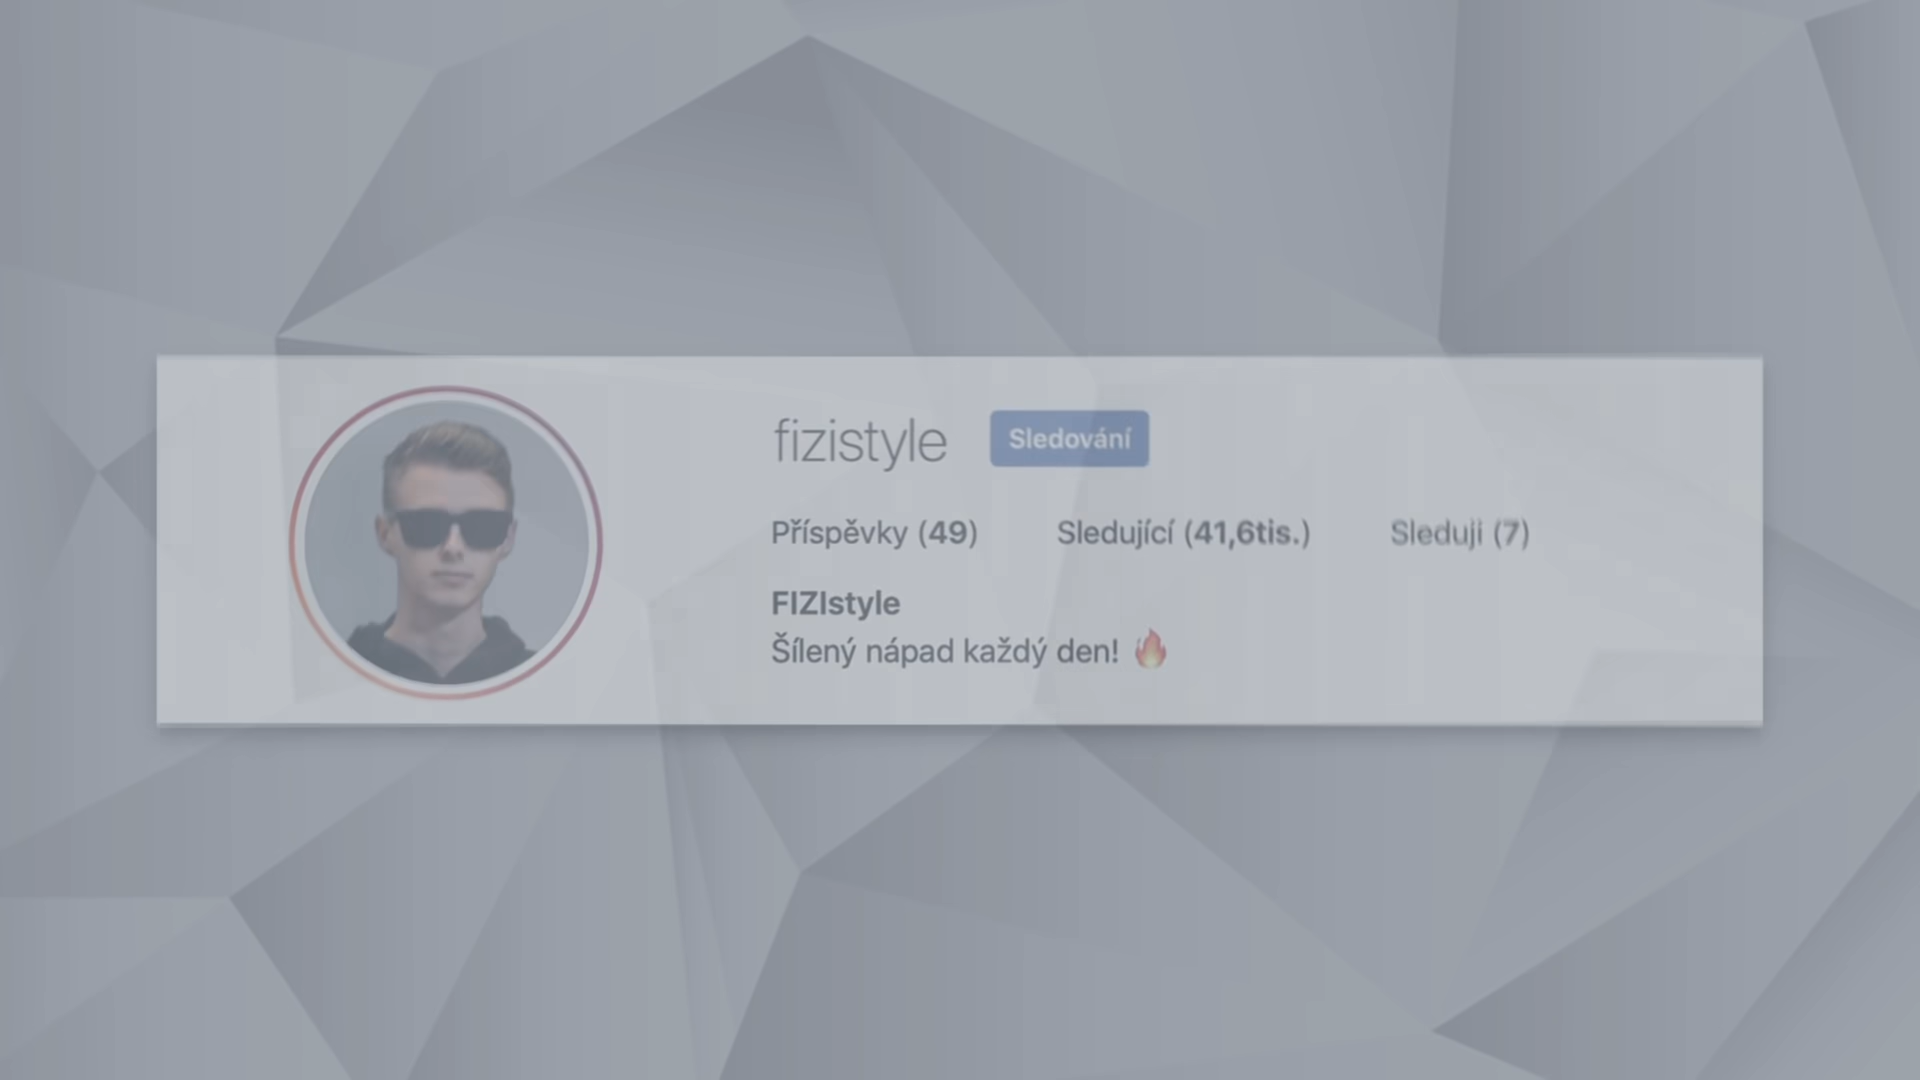 fizistyle Sledování
Příspěvky (49) Sledující (41,6tis.) Sleduji (7)
FIZIstyle
Šílený nápad každý den! 🔥